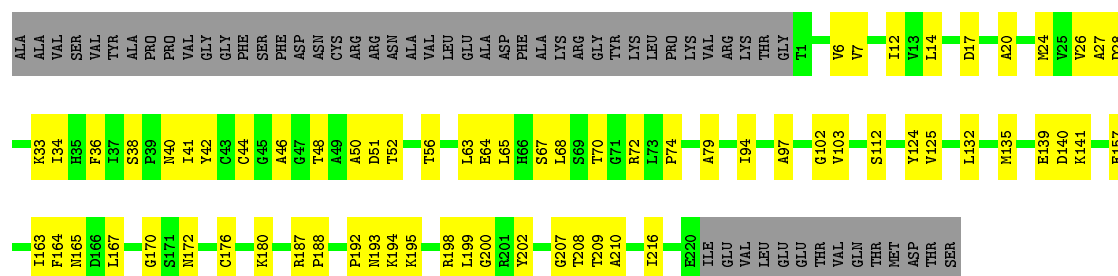 ALA ALA VAL SER VAL TYR ALA PRO PRO VAL GLY GLY PHE SER PHE ASP ASN CYS ARG ARG ASN ALA VAL LEU GLU ALA ASP PHE ALA LYS ARG GLY TYR LYS LEU PRO LYS VAL ARG LYS THR GLY T1 V6 V7 I12 V13 L14 D17 A20 M24 V25 V26 A27 D28
K33 I34 H35 F36 I37 S38 P39 N40 I41 Y42 C43 C44 G45 A46 G47 T48 A49 A50 D51 T52 T56 L63 E64 L65 H66 S67 L68 S69 T70 G71 R72 L73 P74 A79 I94 A97 G102 V103 S112 Y124 V125 L132 M135 E139 D140 K141 E157
I163 F164 N165 D166 L167 G170 S171 N172 C176 K180 R187 P188 P192 N193 K194 K195 R198 L199 G200 R201 Y202 G207 T208 T209 A210 I216 E220 ILE GLU VAL LEU GLU GLU THR VAL GLN THR MET ASP THR SER